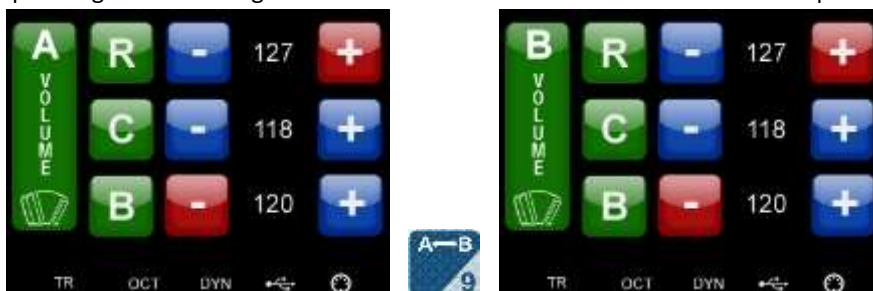 A
VOLUME
R - 127 +
C - 118 +
B - 120 +
TR OCT DYN
A B
9
B
VOLUME
R - 127 +
C - 118 +
B - 120 +
TR OCT DYN